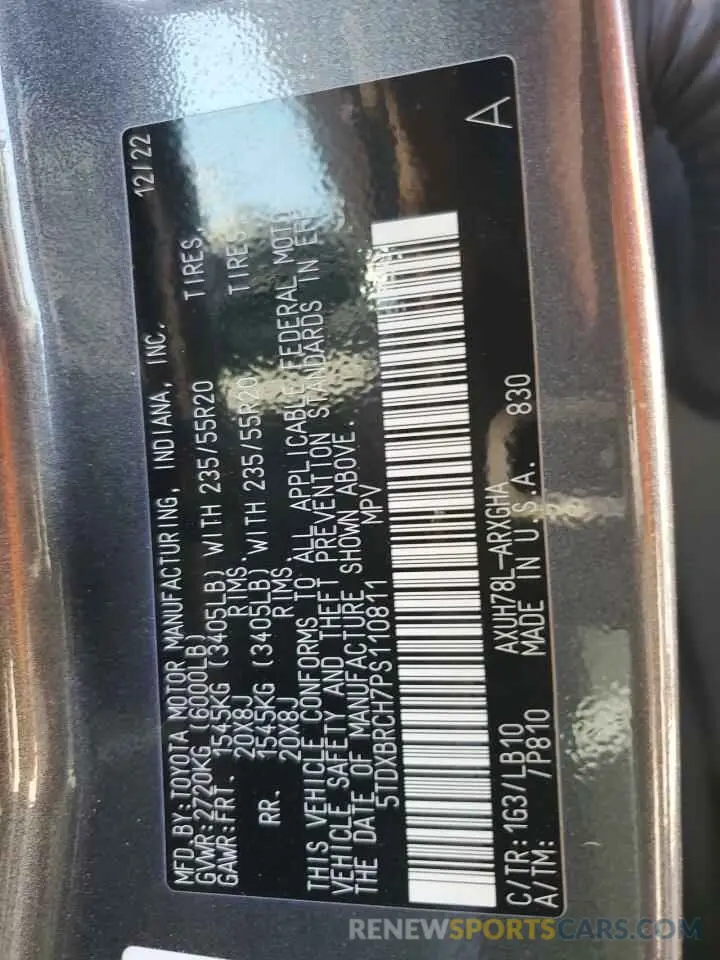 MFD. BY: TOYOTA MOTOR MANUFACTURING, INDIANA, INC. 12/22
GVWR: 2720KG (6000LB)
GAWR: FRT. 1545KG (3405LB) WITH 235/55R20 TIRES,
20X8J RIMS.
RR. 1545KG (3405LB) WITH 235/55R20 TIRES,
20X8J RIMS.
THIS VEHICLE CONFORMS TO ALL APPLICABLE FEDERAL MOTO
VEHICLE SAFETY AND THEFT PREVENTION STANDARDS IN EF
THE DATE OF MANUFACTURE SHOWN ABOVE.
5TDXBRCH7PS110811 MPV
C/TR: 1G3/LB10 AXUH78L-ARXGHA 830 A
A/TM: /P810 MADE IN U.S.A.
RENEWSPORTSCARS.COM